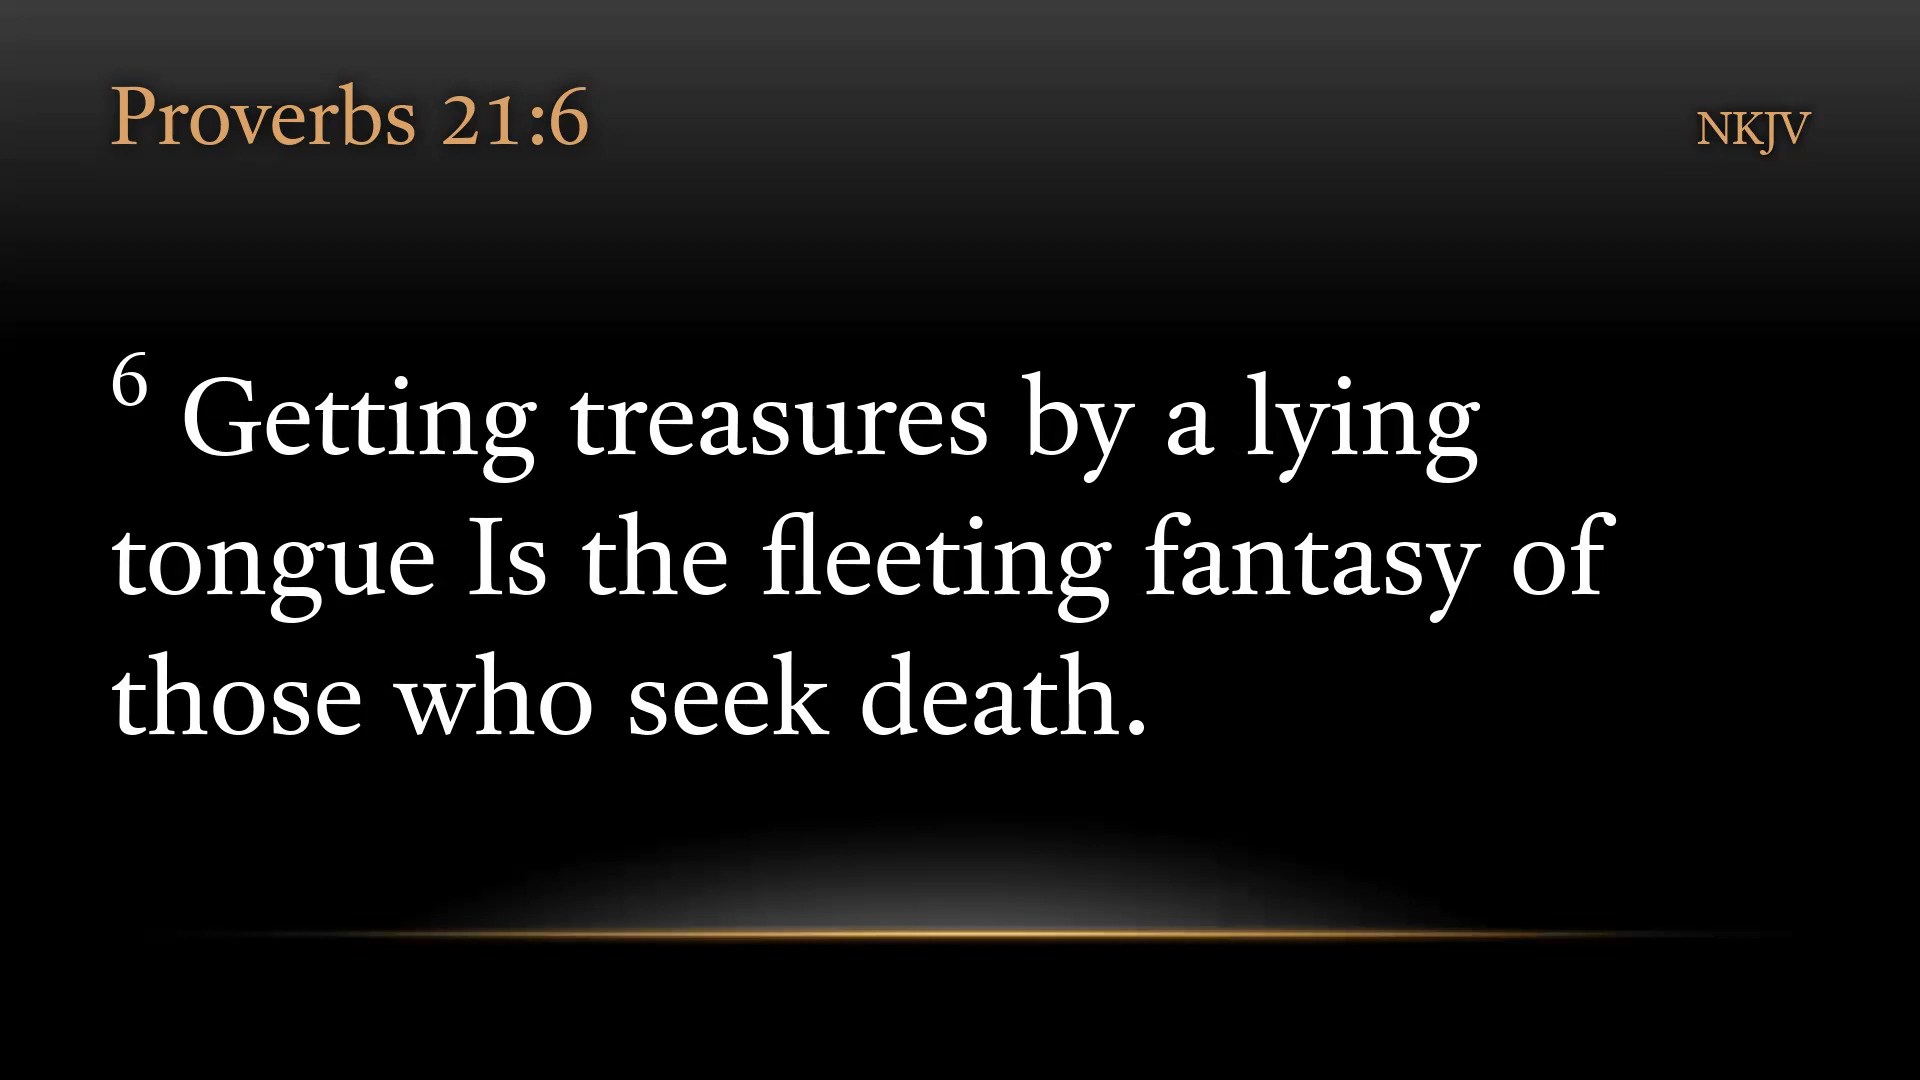 Proverbs 21:6
NKJV
6 Getting treasures by a lying
tongue Is the fleeting fantasy of
those who seek death.